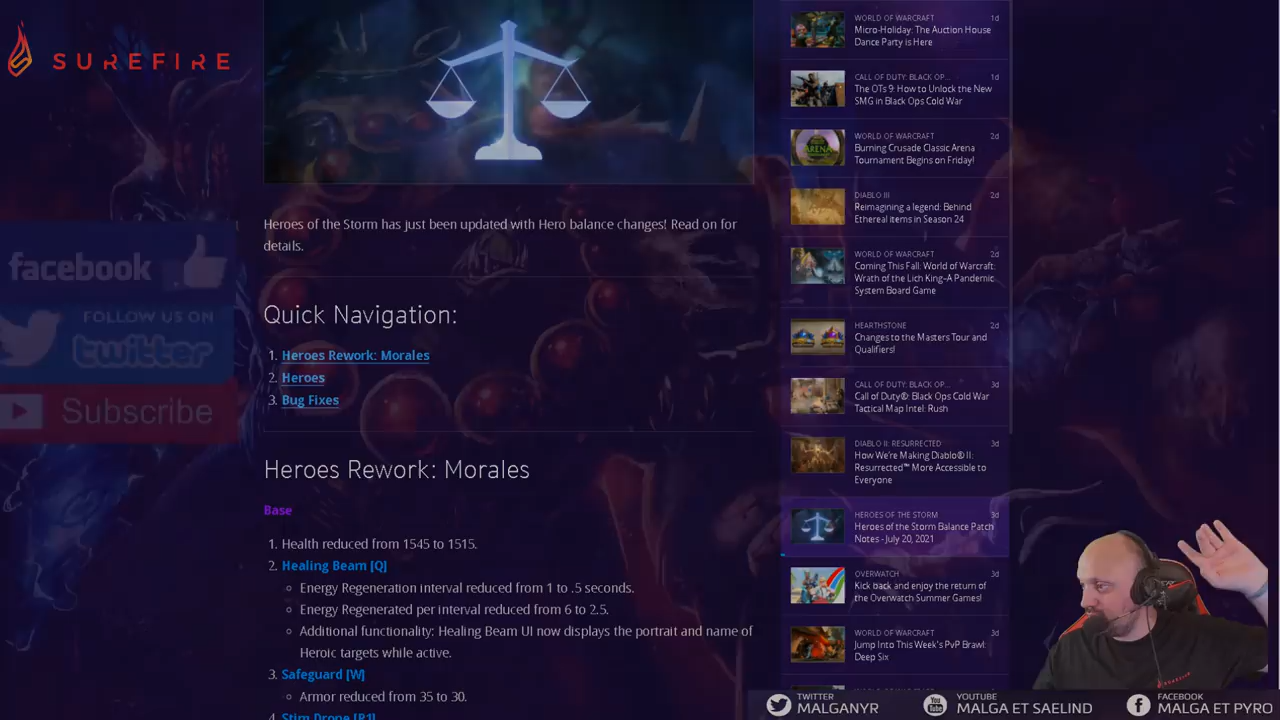 SUREFIRE
facebook
FOLLOW US ON
twitch
Subscribe
Heroes of the Storm has just been updated with Hero balance changes! Read on for
details.
Quick Navigation:
1. Heroes Rework: Morales
2. Heroes
3. Bug Fixes
Heroes Rework: Morales
Base
1. Health reduced from 1545 to 1515.
2. Healing Beam [Q]
Energy Regeneration interval reduced from 1 to .5 seconds.
Energy Regenerated per interval reduced from 6 to 2.5.
Additional functionality: Healing Beam UI now displays the portrait and name of
Heroic targets while active.
3. Safeguard [W]
Armor reduced from 35 to 30.
4. Stim Drone [R1]
WORLD OF WARCRAFT 1d
Micro-Holiday: The Auction House
Dance Party is Here
CALL OF DUTY: BLACK OP... 1d
The OTs 9: How to Unlock the New
SMG in Black Ops Cold War
WORLD OF WARCRAFT 2d
Burning Crusade Classic Arena
Tournament Begins on Friday!
ARENA
DIABLO III 2d
Reimagining a legend: Behind
Ethereal items in Season 24
WORLD OF WARCRAFT 2d
Coming This Fall: World of Warcraft:
Wrath of the Lich King–A Pandemic
System Board Game
HEARTHSTONE 2d
Changes to the Masters Tour and
Qualifiers!
CALL OF DUTY: BLACK OP... 3d
Call of Duty®: Black Ops Cold War
Tactical Map Intel: Rush
DIABLO II: RESURRECTED 3d
How We're Making Diablo® II:
Resurrected™ More Accessible to
Everyone
HEROES OF THE STORM 3d
Heroes of the Storm Balance Patch
Notes - July 20, 2021
OVERWATCH 3d
Kick back and enjoy the return of
the Overwatch Summer Games!
WORLD OF WARCRAFT 3d
Jump Into This Week's PvP Brawl:
Deep Six
TWITTER
MALGANYR
YOUTUBE
MALGA ET SAELIND
FACEBOOK
MALGA ET PYRO